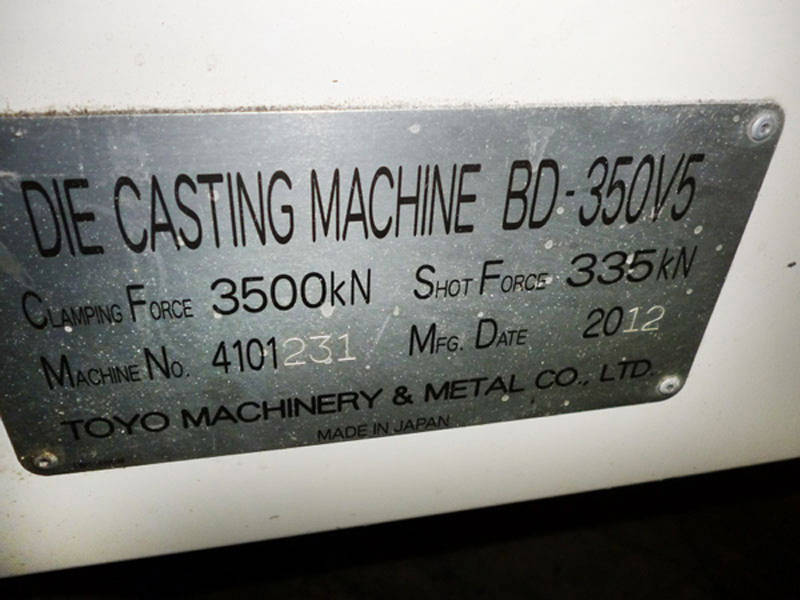 DIE CASTING MACHINE BD-350V5
CLAMPING FORCE 3500kN SHOT FORCE 335kN
MACHINE NO. 4101231 MFG. DATE 2012
TOYO MACHINERY & METAL CO., LTD.
MADE IN JAPAN